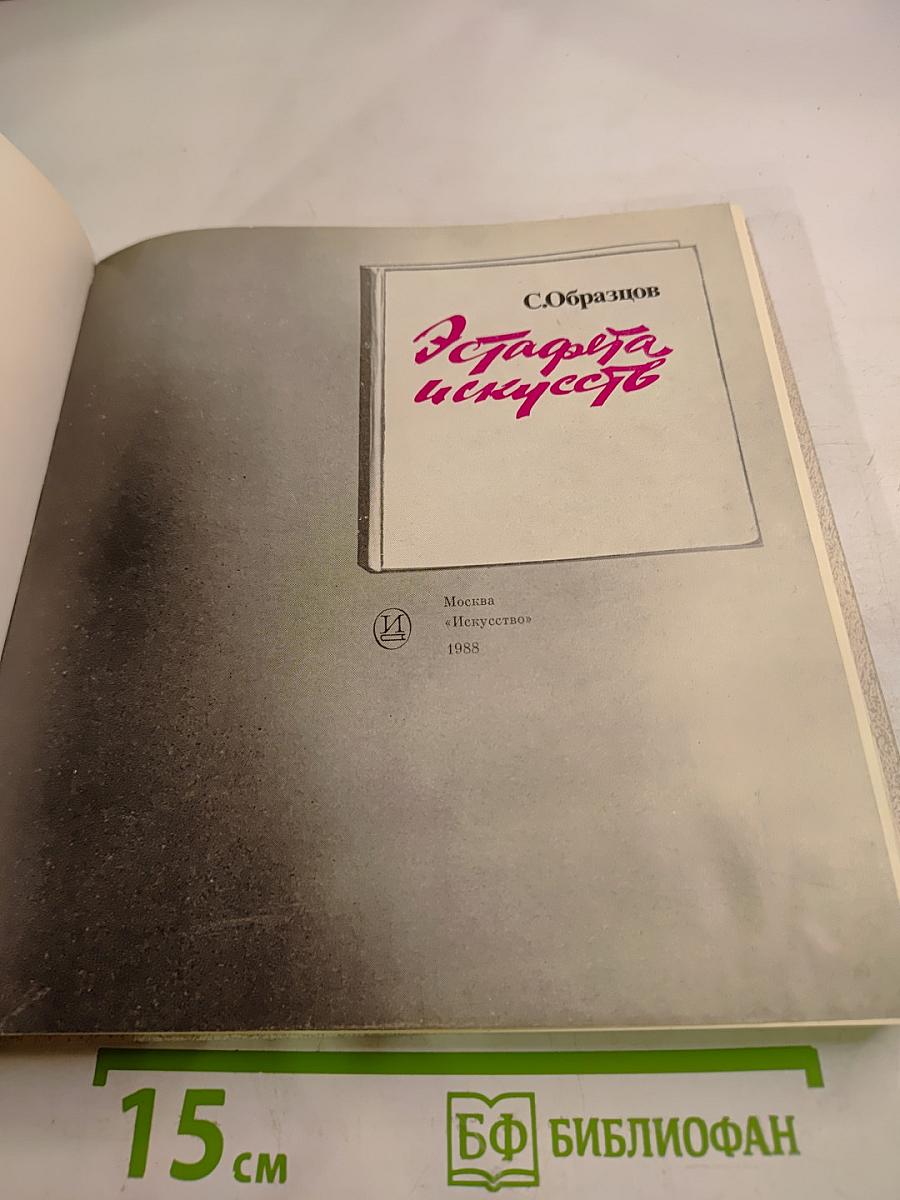 С.Образцов
Эстафета
искусств
И
Москва
«Искусство»
1988
15 см
БФ БИБЛИОФАН